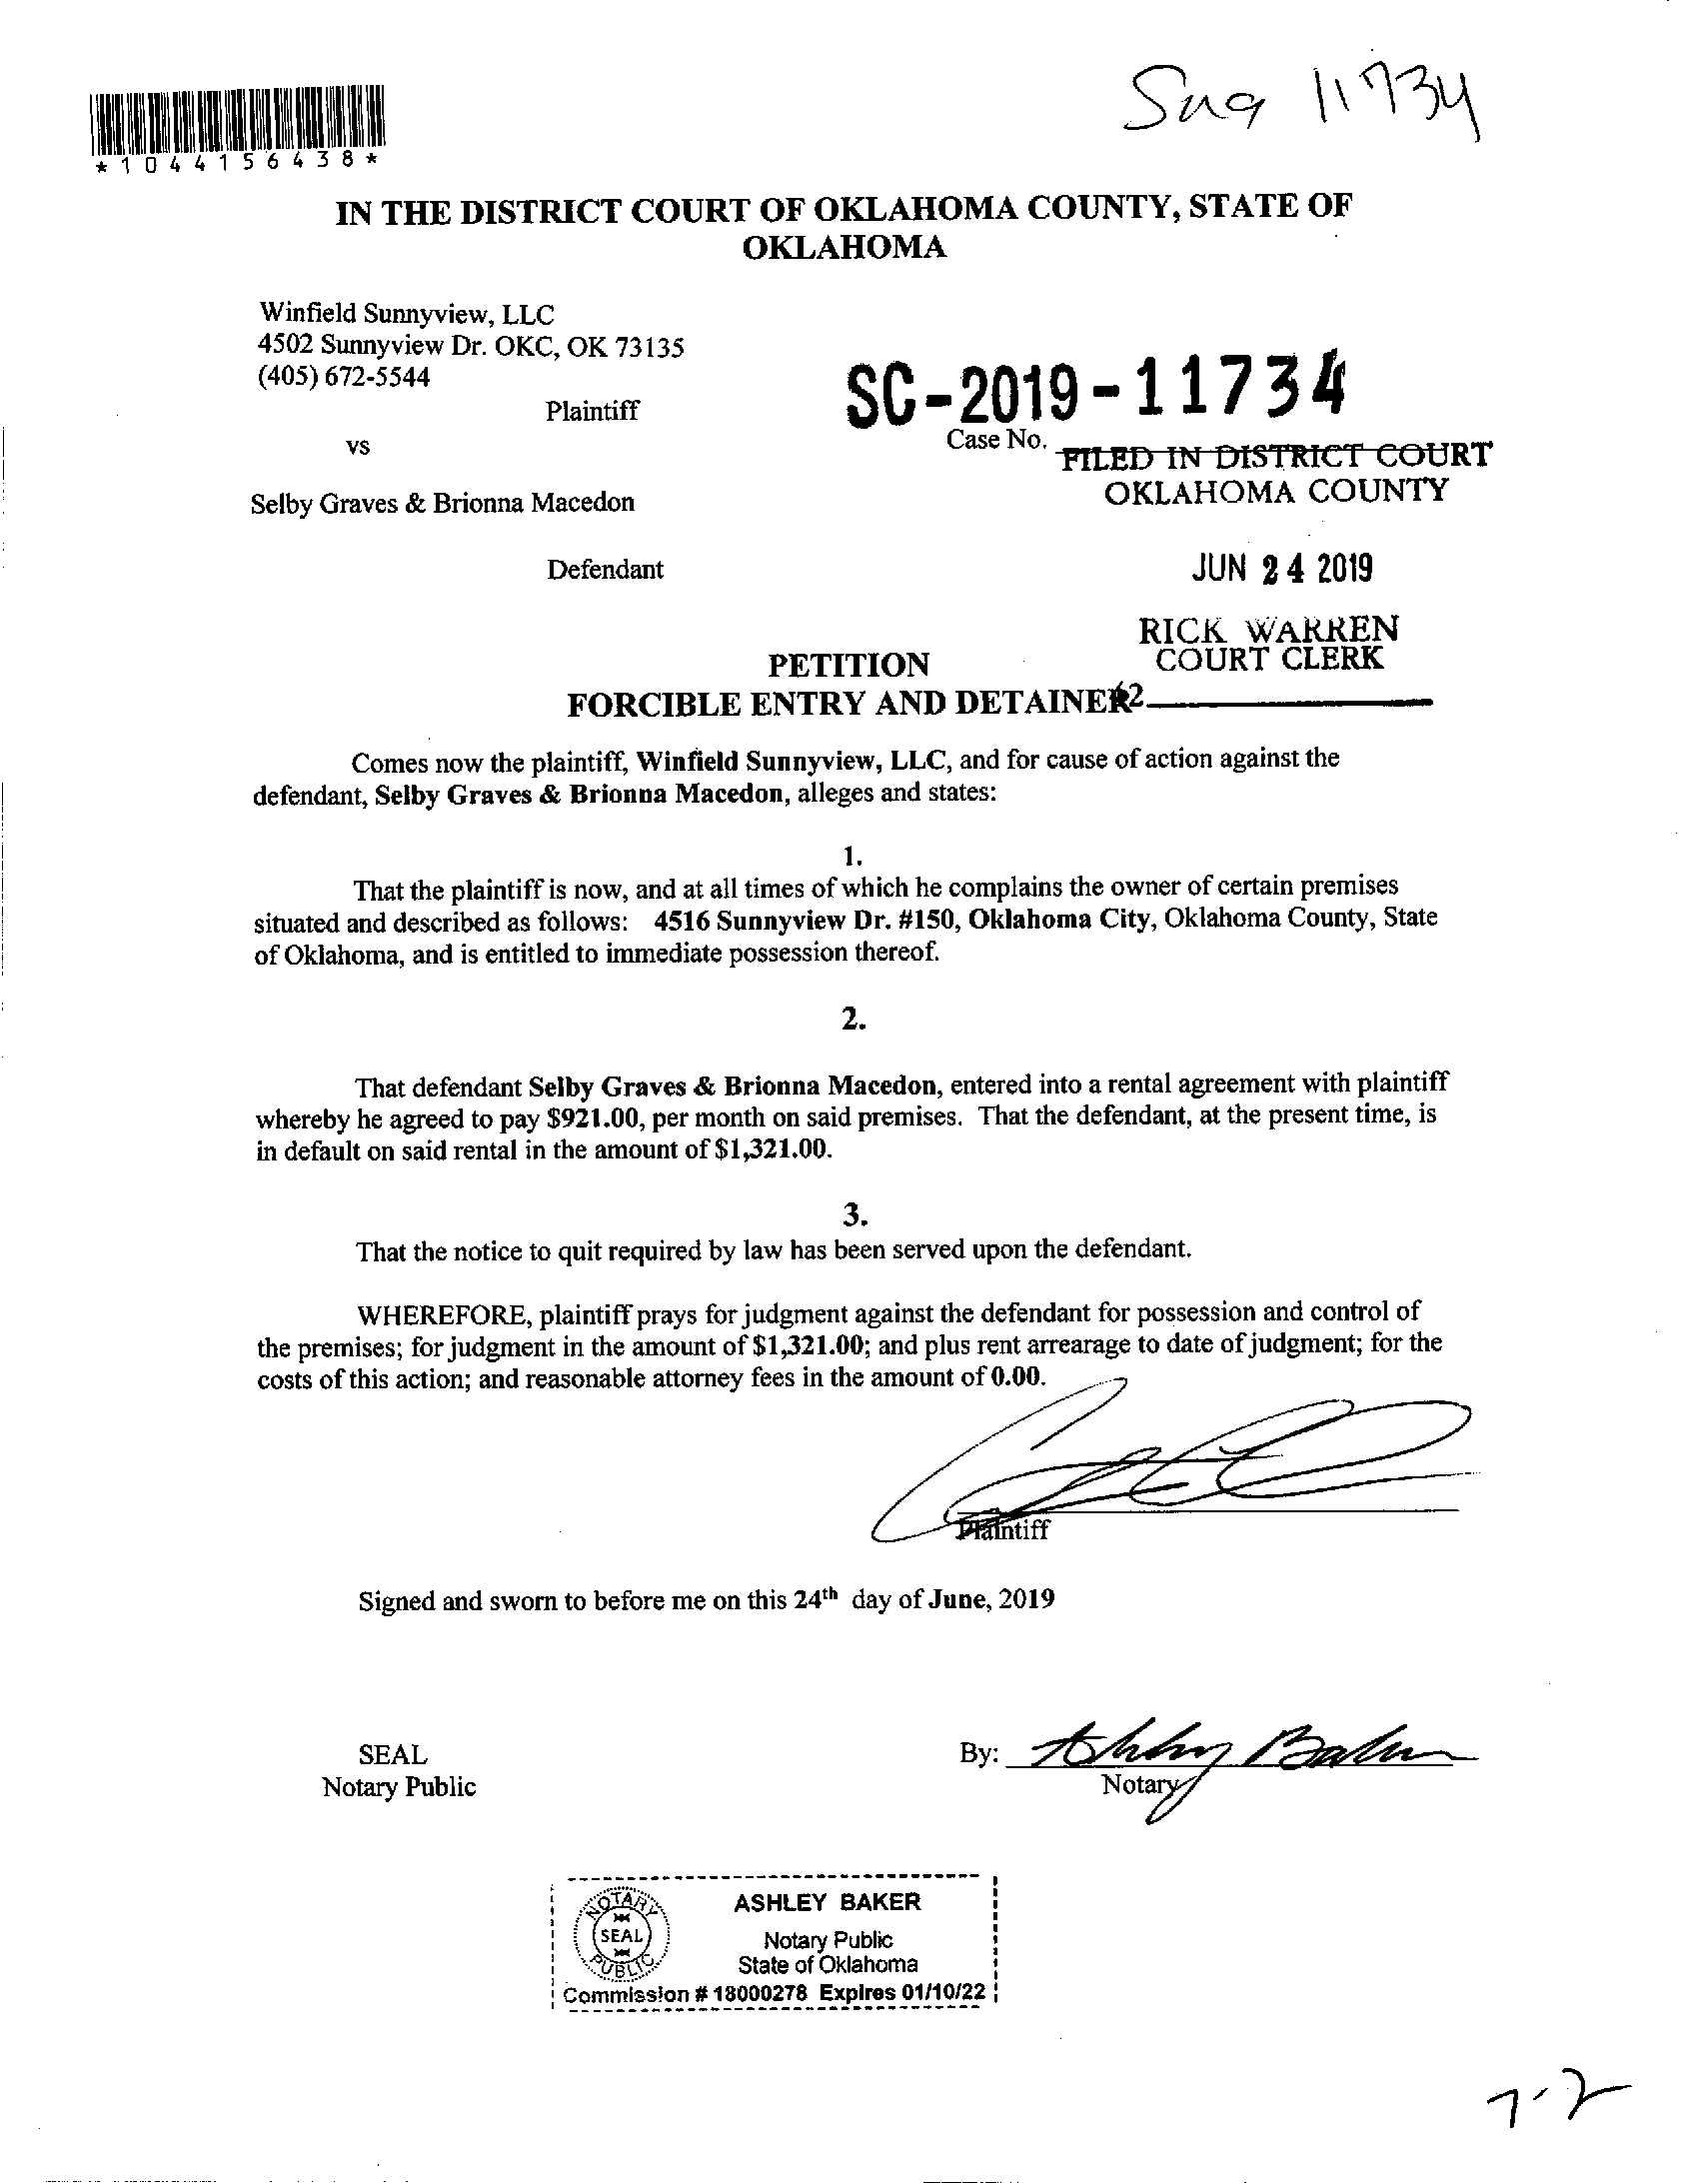 11734
*1044156438*
IN THE DISTRICT COURT OF OKLAHOMA COUNTY, STATE OF
OKLAHOMA
Winfield Sunnyview, LLC
4502 Sunnyview Dr. OKC, OK 73135
(405) 672-5544
Plaintiff
SC-2019-11734
vs
Case No.
FILED IN DISTRICT COURT
OKLAHOMA COUNTY
Selby Graves & Brionna Macedon
Defendant
JUN 24 2019
RICK WARREN
COURT CLERK
PETITION
FORCIBLE ENTRY AND DETAINER
Comes now the plaintiff, Winfield Sunnyview, LLC, and for cause of action against the
defendant, Selby Graves & Brionna Macedon, alleges and states:
1.
That the plaintiff is now, and at all times of which he complains the owner of certain premises
situated and described as follows: 4516 Sunnyview Dr. #150, Oklahoma City, Oklahoma County, State
of Oklahoma, and is entitled to immediate possession thereof.
2.
That defendant Selby Graves & Brionna Macedon, entered into a rental agreement with plaintiff
whereby he agreed to pay $921.00, per month on said premises. That the defendant, at the present time, is
in default on said rental in the amount of $1,321.00.
3.
That the notice to quit required by law has been served upon the defendant.
WHEREFORE, plaintiff prays for judgment against the defendant for possession and control of
the premises; for judgment in the amount of $1,321.00; and plus rent arrearage to date of judgment; for the
costs of this action; and reasonable attorney fees in the amount of 0.00.
Plaintiff
Signed and sworn to before me on this 24th day of June, 2019
SEAL
Notary Public
By: Ashley Baker
Notary
NOTARY
SEAL
PUBLIC
ASHLEY BAKER
Notary Public
State of Oklahoma
Commission # 18000278 Expires 01/10/22
7-2